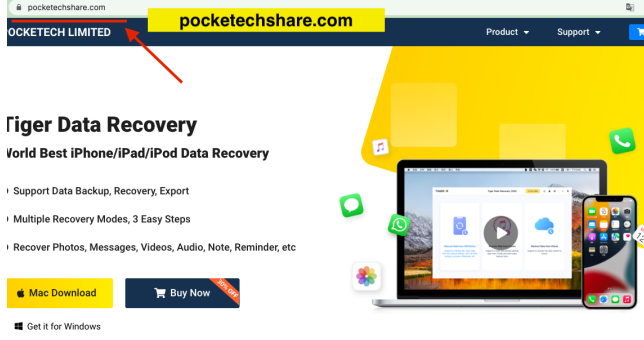 pocketechshare.com
pocketechshare.com
OCKETECH LIMITED
Product
Support
Tiger Data Recovery
World Best iPhone/iPad/iPod Data Recovery
Support Data Backup, Recovery, Export
Multiple Recovery Modes, 3 Easy Steps
Recover Photos, Messages, Videos, Audio, Note, Reminder, etc
Mac Download
Buy Now
30% OFF
Get it for Windows